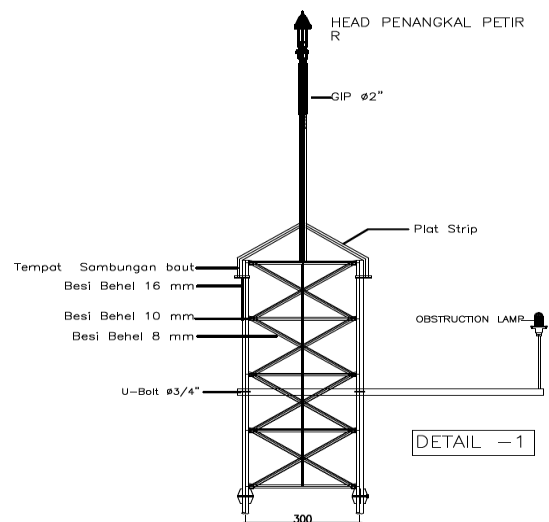 HEAD PENANGKAL PETIR
R
GIP ø2"
Plat Strip
Tempat Sambungan baut
Besi Behel 16 mm
Besi Behel 10 mm
Besi Behel 8 mm
OBSTRUCTION LAMP
U-Bolt ø3/4"
DETAIL -1
300